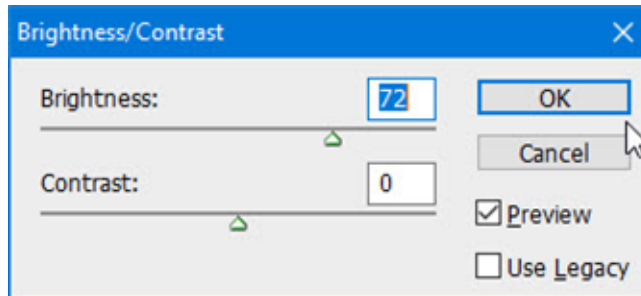 Brightness/Contrast
Brightness: 72
OK
Cancel
Contrast: 0
Preview
Use Legacy